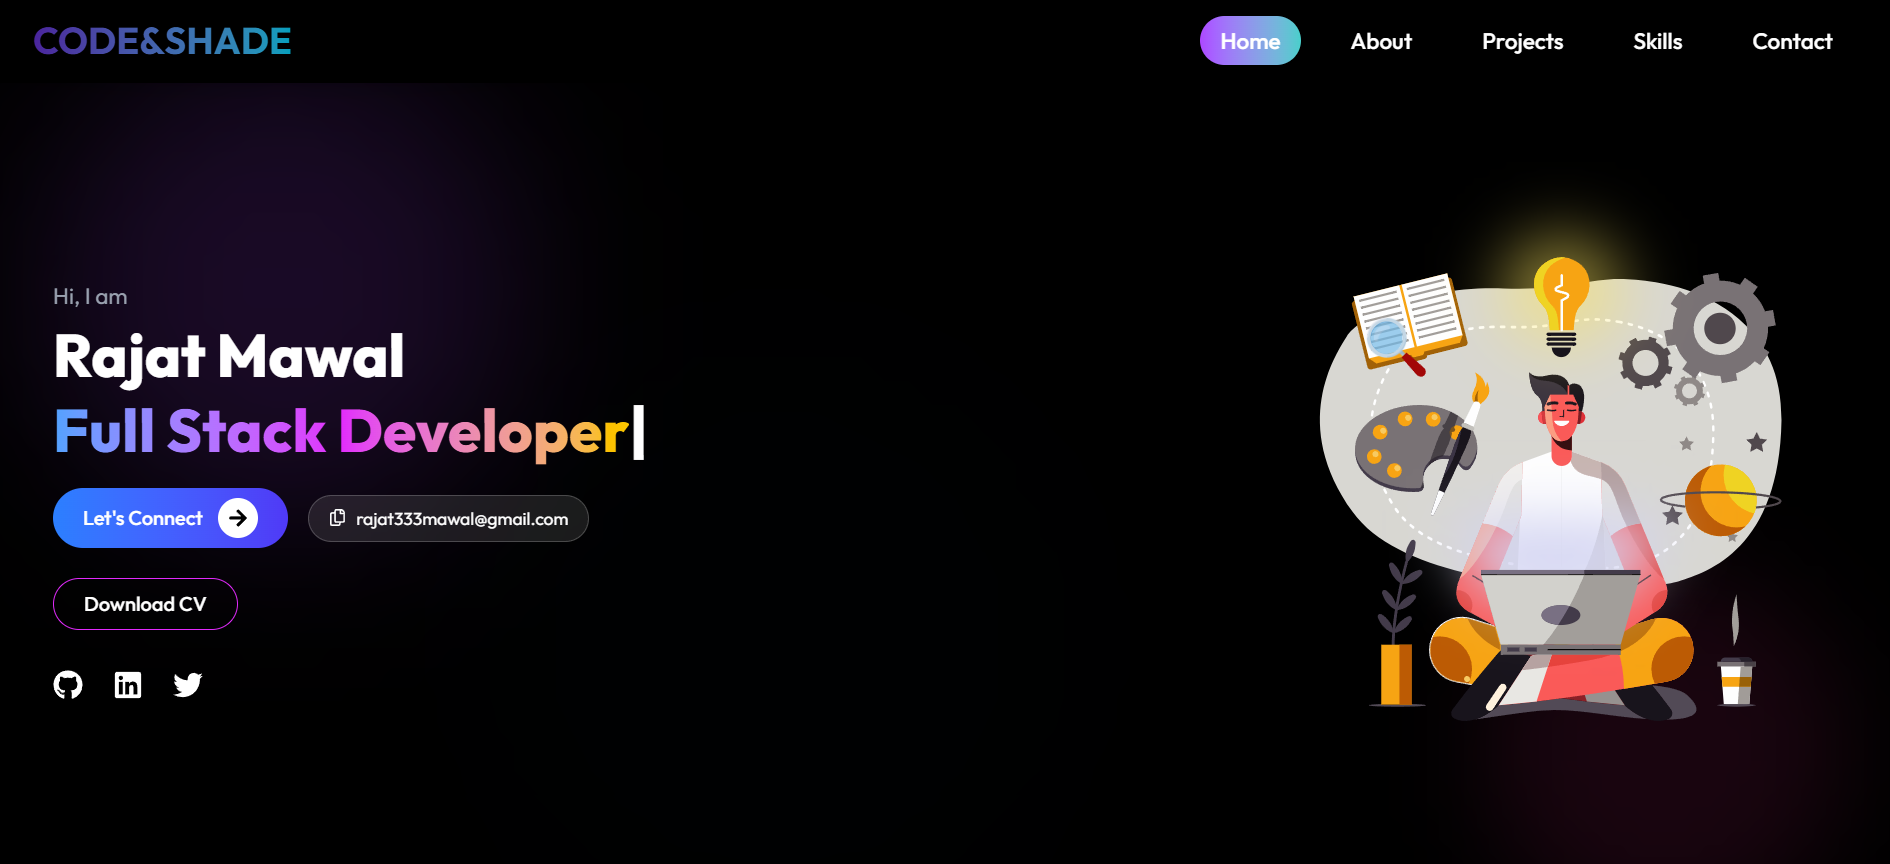 CODE&SHADE
Home About Projects Skills Contact
Hi, I am
Rajat Mawal
Full Stack Developer|
Let's Connect
rajat333mawal@gmail.com
Download CV